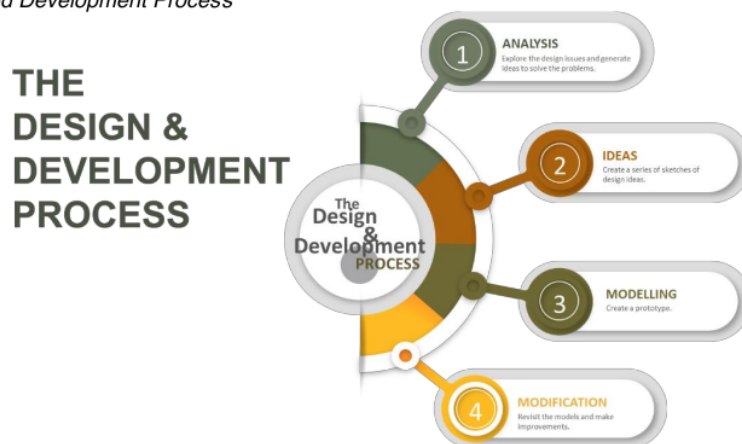 d Development Process
THE
DESIGN &
DEVELOPMENT
PROCESS
The
Design
&
Development
PROCESS
1
ANALYSIS
Explore the design issues and generate
ideas to solve the problems.
2
IDEAS
Create a series of sketches of
design ideas.
3
MODELLING
Create a prototype.
4
MODIFICATION
Revisit the models and make
improvements.